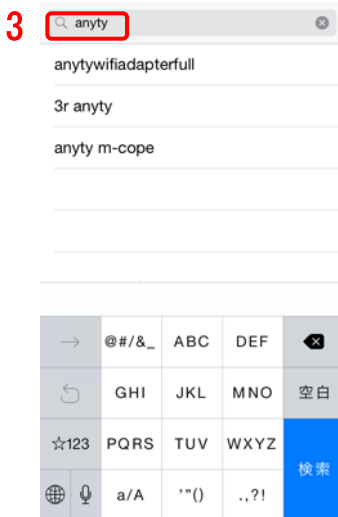 3
anyty
anytywifiadapterfull
3r anyty
anyty m-cope
→ @#/&_ ABC DEF
GHI JKL MNO 空白
☆123 PQRS TUV WXYZ
検索
a/A '"() .,?!